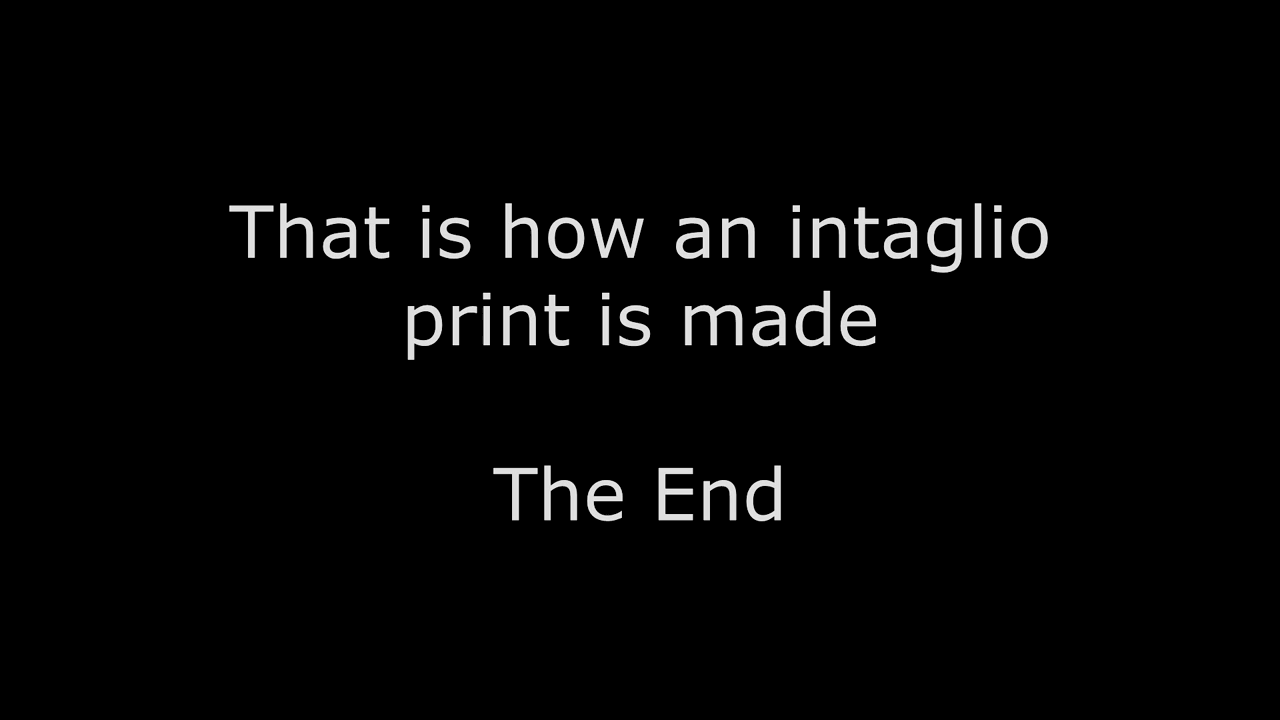 That is how an intaglio
print is made
The End